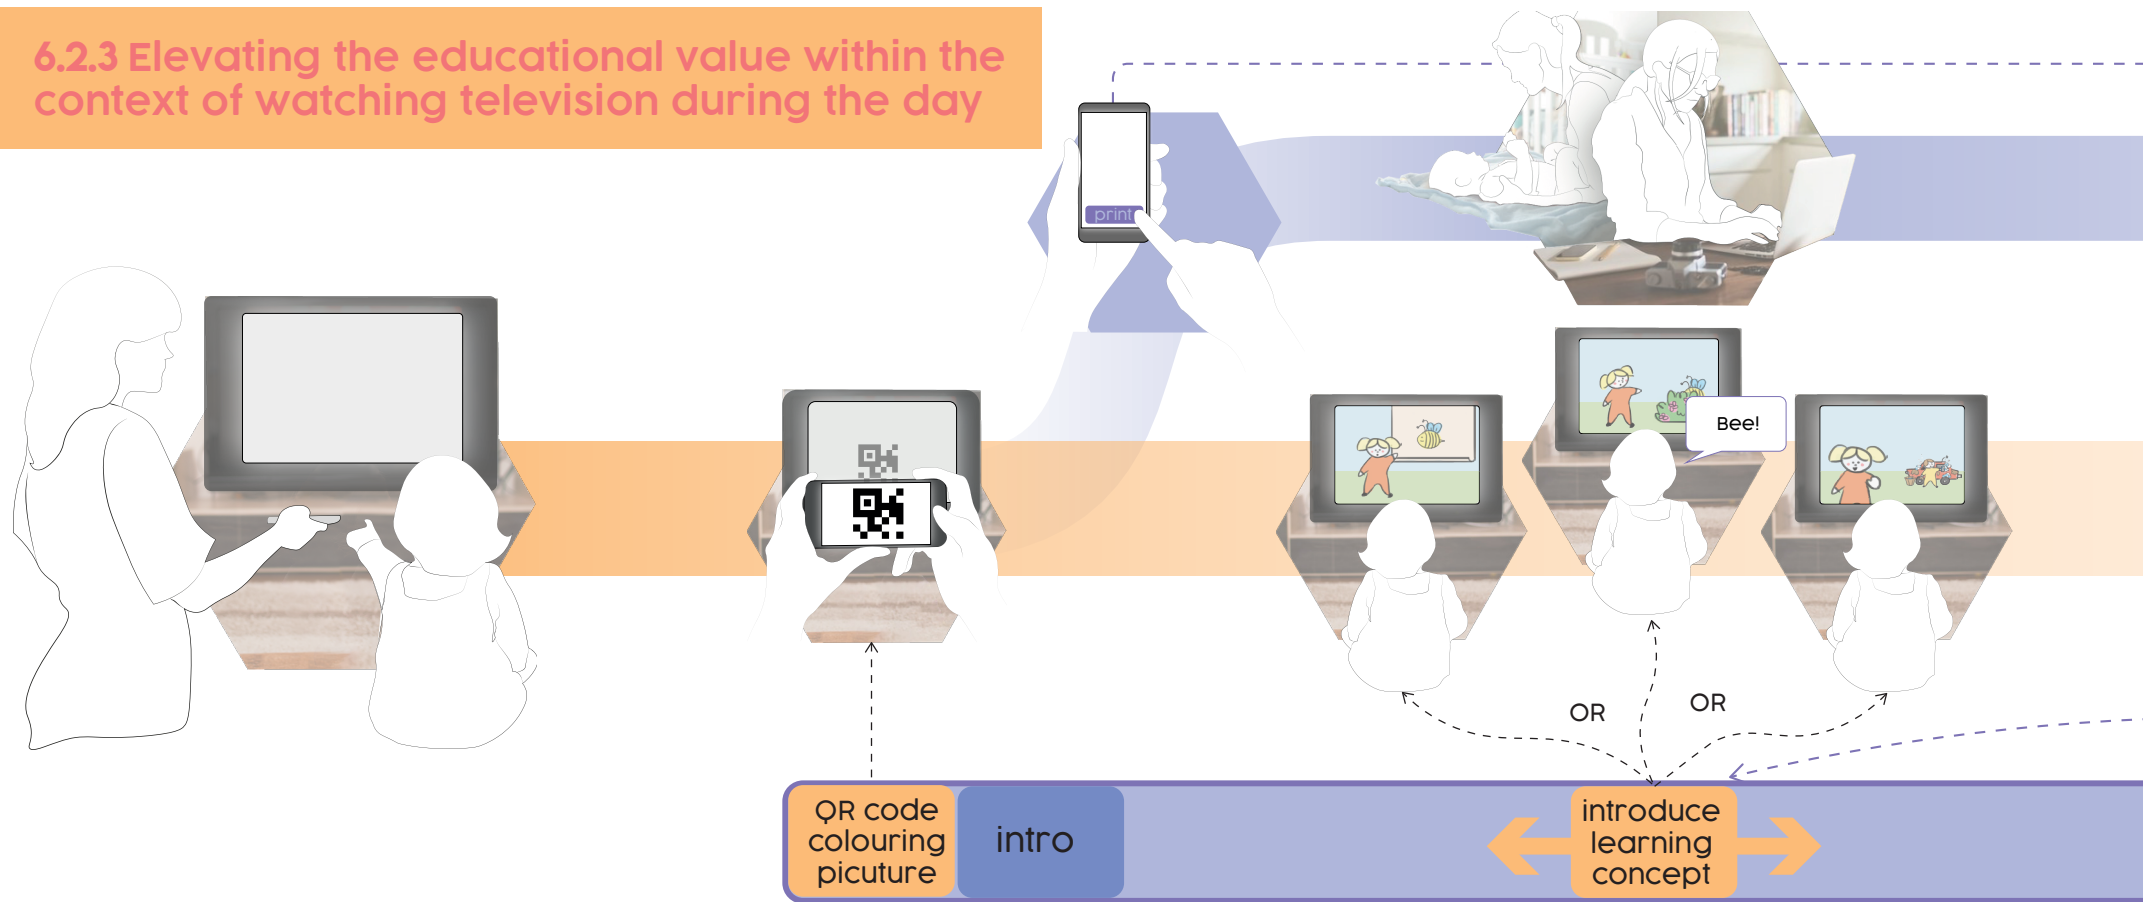 6.2.3 Elevating the educational value within the
context of watching television during the day
print
Bee!
OR
OR
QR code
colouring
picuture
intro
introduce
learning
concept